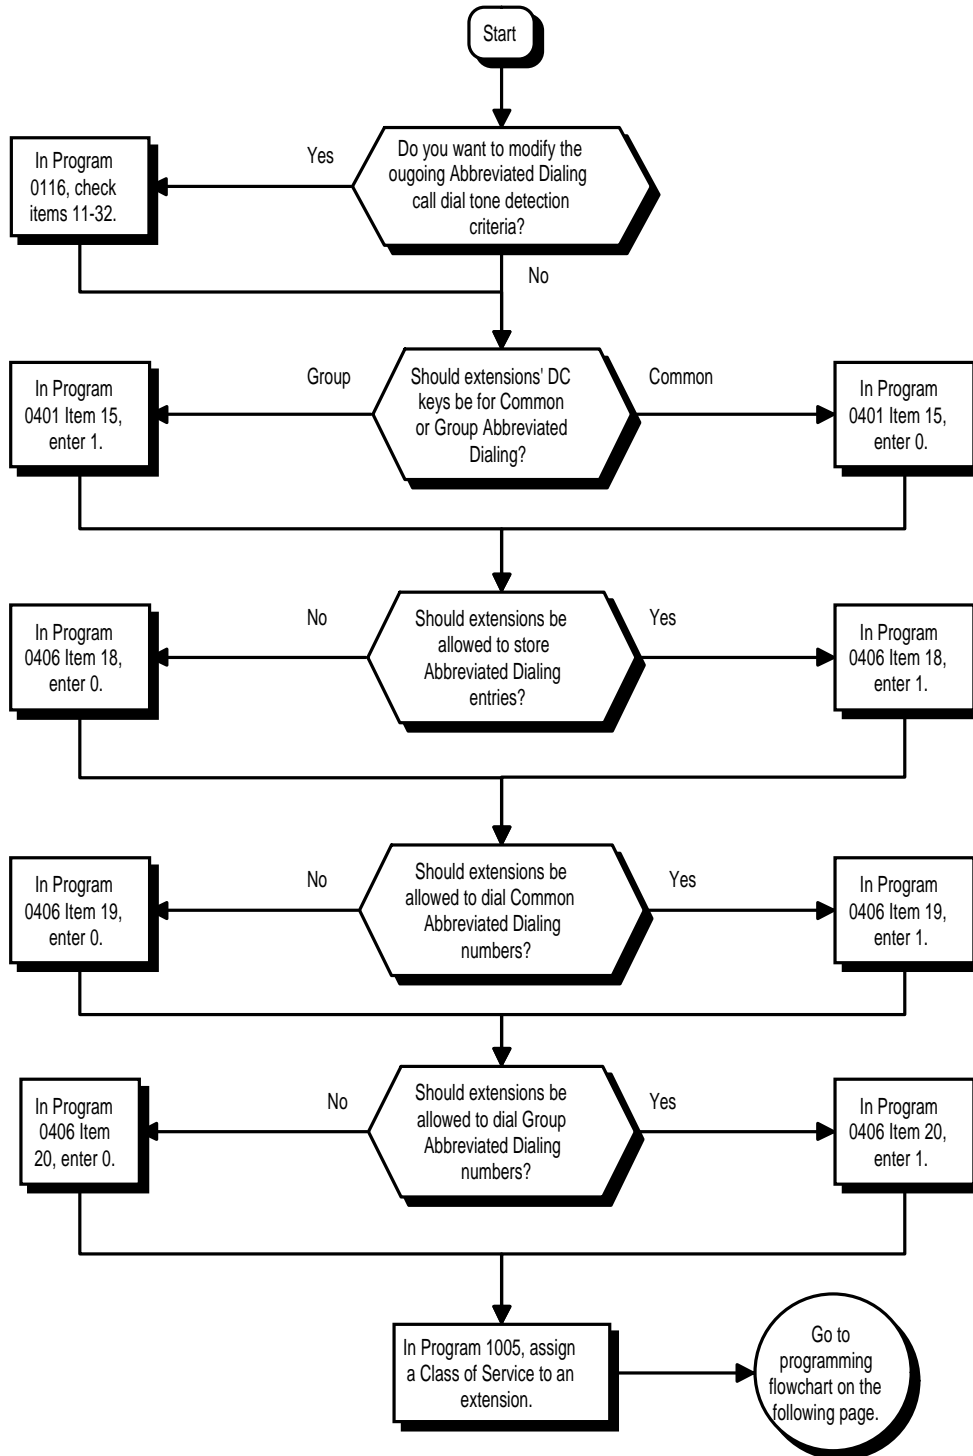 Start
Do you want to modify the
ougoing Abbreviated Dialing
call dial tone detection
criteria?
Yes
In Program
0116, check
items 11-32.
No
Should extensions' DC
keys be for Common
or Group Abbreviated
Dialing?
Group
In Program
0401 Item 15,
enter 1.
Common
In Program
0401 Item 15,
enter 0.
Should extensions be
allowed to store
Abbreviated Dialing
entries?
No
In Program
0406 Item 18,
enter 0.
Yes
In Program
0406 Item 18,
enter 1.
Should extensions be
allowed to dial Common
Abbreviated Dialing
numbers?
No
In Program
0406 Item 19,
enter 0.
Yes
In Program
0406 Item 19,
enter 1.
Should extensions be
allowed to dial Group
Abbreviated Dialing
numbers?
No
In Program
0406 Item
20, enter 0.
Yes
In Program
0406 Item 20,
enter 1.
In Program 1005, assign
a Class of Service to an
extension.
Go to
programming
flowchart on the
following page.